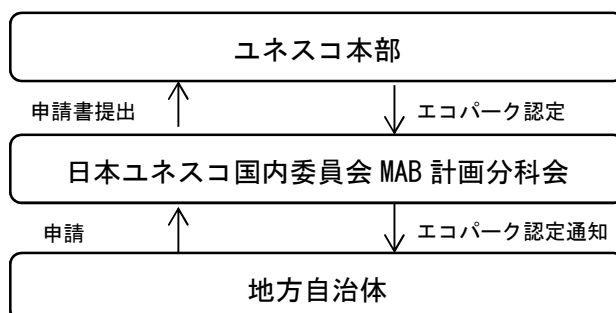 ユネスコ本部
申請書提出
エコパーク認定
日本ユネスコ国内委員会 MAB 計画分科会
申請
エコパーク認定通知
地方自治体